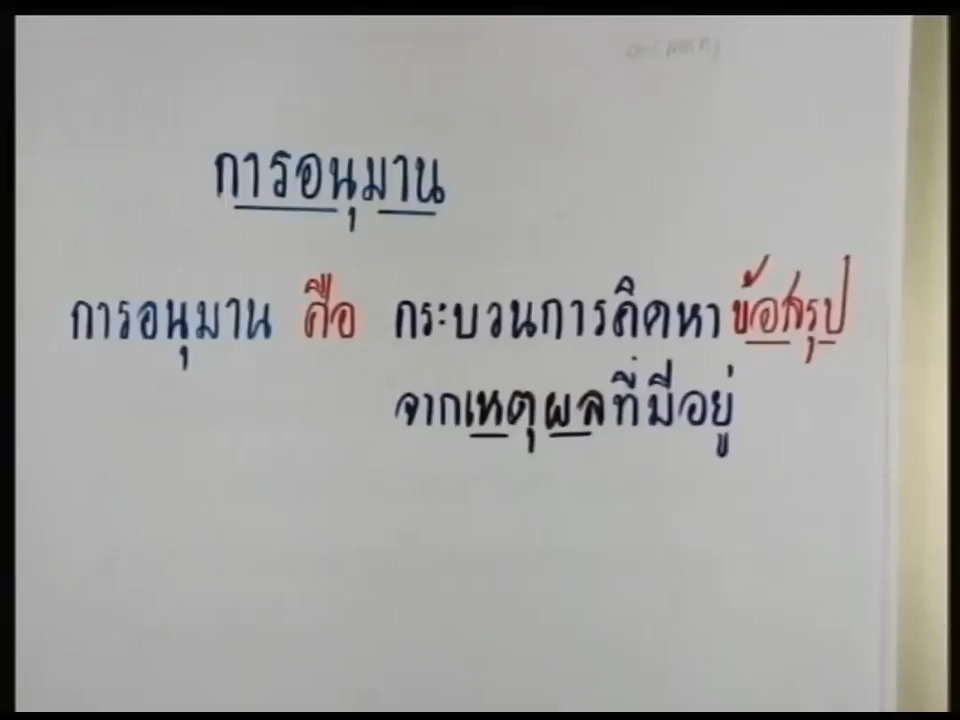 การอนุมาน
การอนุมาน คือ กระบวนการคิดหาข้อสรุป
จากเหตุผลที่มีอยู่